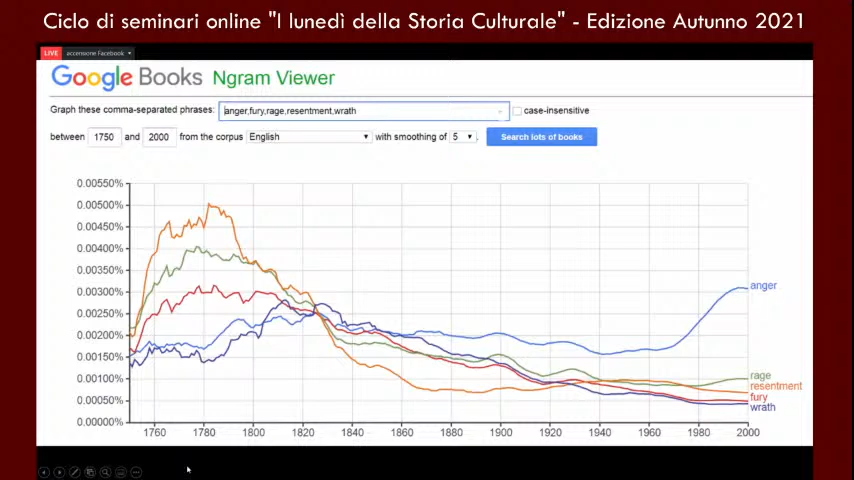 Ciclo di seminari online "I lunedì della Storia Culturale" - Edizione Autunno 2021
LIVE accensione Facebook
Google Books Ngram Viewer
Graph these comma-separated phrases: anger,fury,rage,resentment,wrath case-insensitive
between 1750 and 2000 from the corpus English with smoothing of 5 . Search lots of books
0.00550%
0.00500%
0.00450%
0.00400%
0.00350%
0.00300%
0.00250%
0.00200%
0.00150%
0.00100%
0.00050%
0.00000%
anger
rage
resentment
fury
wrath
1760 1780 1800 1820 1840 1860 1880 1900 1920 1940 1960 1980 2000